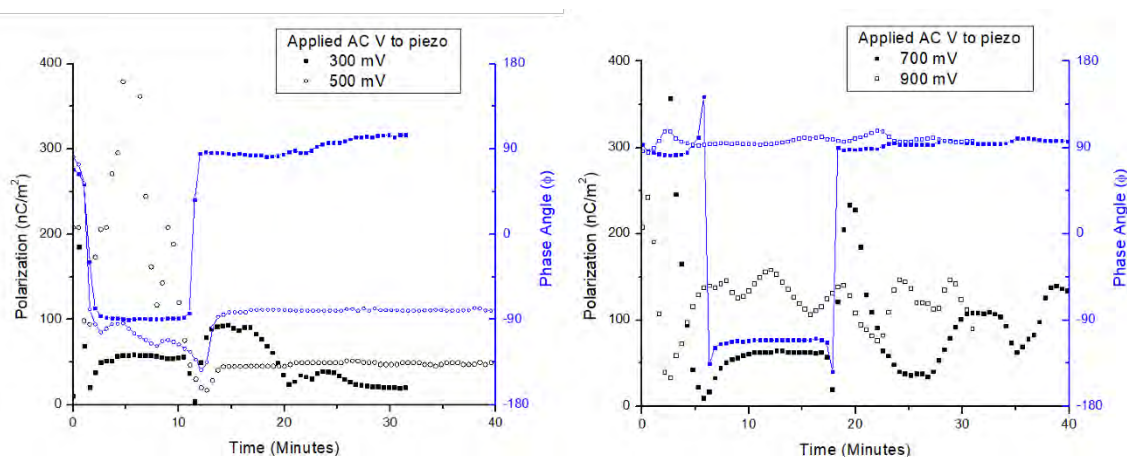 Applied AC V to piezo
300 mV
500 mV
400
300
200
100
0
Polarization (nC/m²)
180
90
0
-90
-180
Phase Angle (ϕ)
0
10
20
30
40
Time (Minutes)
Applied AC V to piezo
700 mV
900 mV
400
300
200
100
0
Polarization (nC/m²)
180
90
0
-90
-180
Phase Angle (ϕ)
0
10
20
30
40
Time (Minutes)